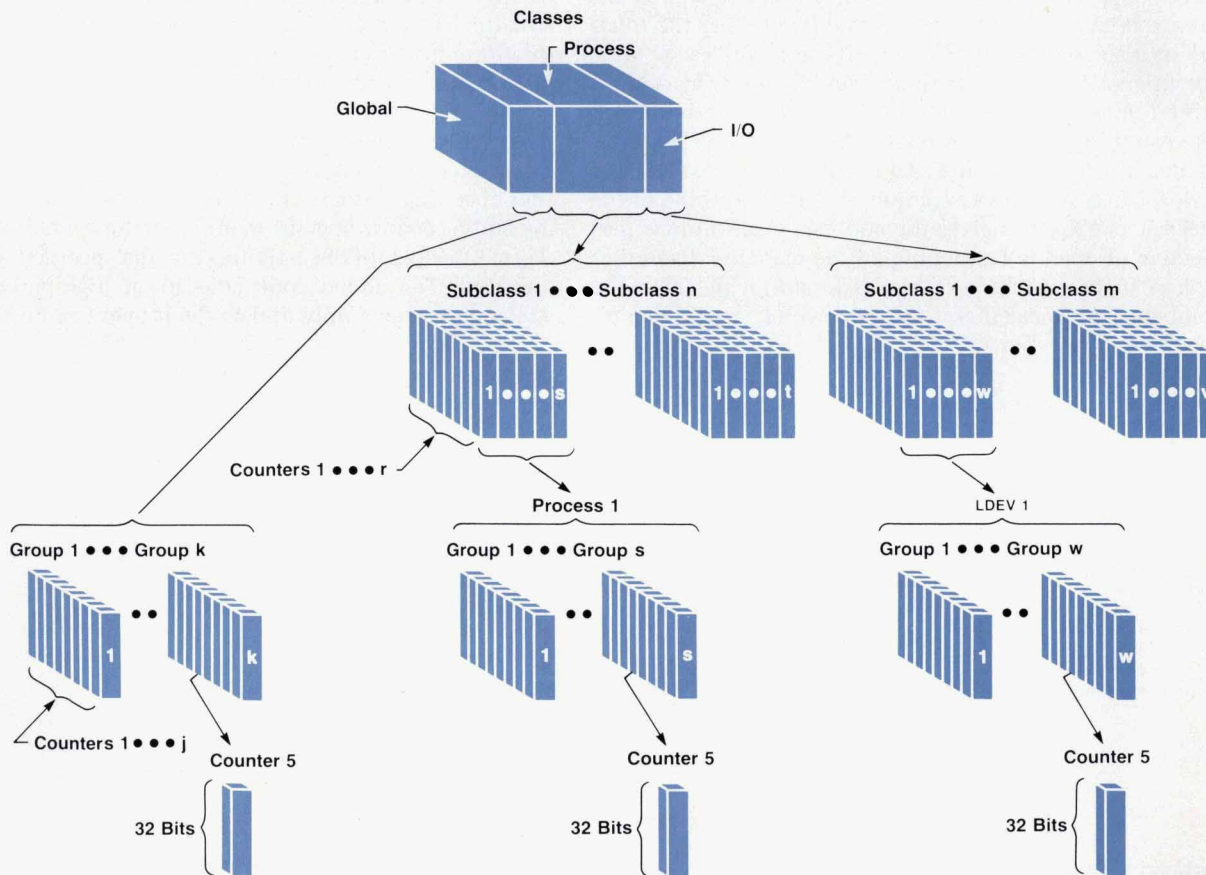 Classes
Process
Global
I/O
Subclass 1 ●●● Subclass n
Subclass 1 ●●● Subclass m
●●
●●
1 ●●● s
1 ●●● t
1 ●●● w
1 ●●● v
Counters 1 ●●● r
Process 1
LDEV 1
Group 1 ●●● Group k
Group 1 ●●● Group s
Group 1 ●●● Group w
1 ●● k
1 ●● s
1 ●● w
Counters 1 ●●● j
Counter 5
Counter 5
Counter 5
32 Bits
32 Bits
32 Bits